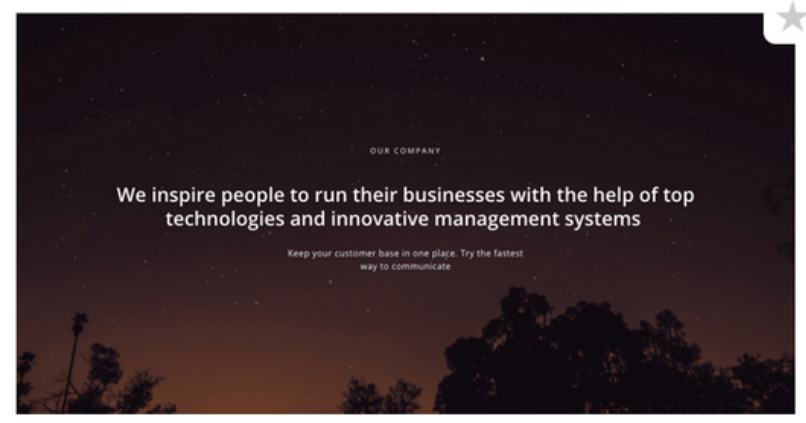 OUR COMPANY
We inspire people to run their businesses with the help of top
technologies and innovative management systems
Keep your customer base in one place. Try the fastest
way to communicate